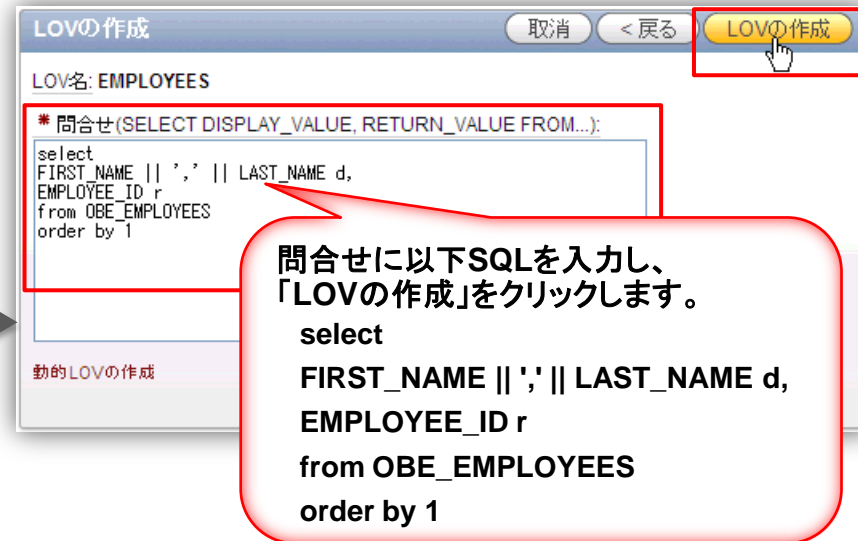 LOVの作成 取消 <戻る LOVの作成
LOV名: EMPLOYEES
* 問合せ(SELECT DISPLAY_VALUE, RETURN_VALUE FROM...):
select
FIRST_NAME || ',' || LAST_NAME d,
EMPLOYEE_ID r
from OBE_EMPLOYEES
order by 1
問合せに以下SQLを入力し、
「LOVの作成」をクリックします。
select
FIRST_NAME || ',' || LAST_NAME d,
EMPLOYEE_ID r
from OBE_EMPLOYEES
order by 1
動的LOVの作成